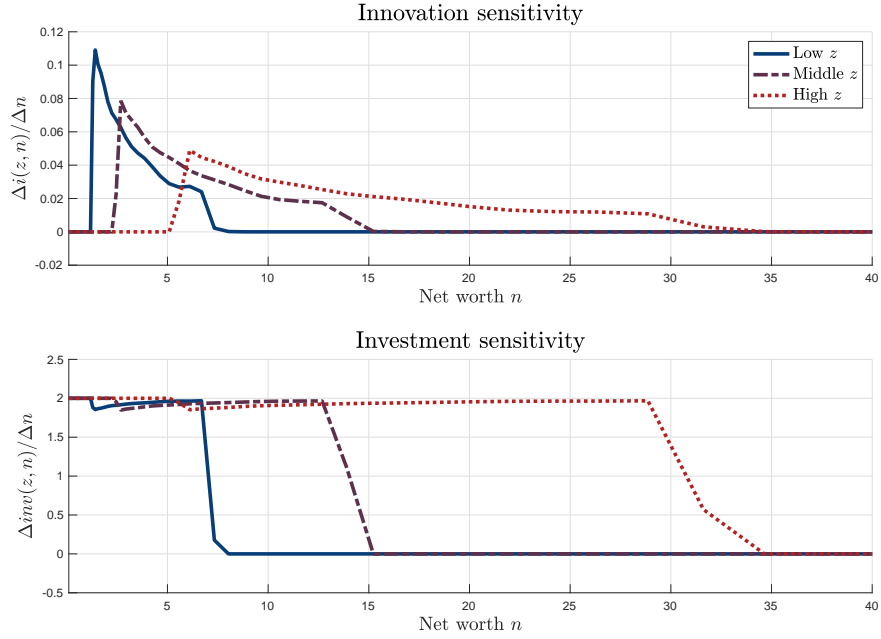 Innovation sensitivity
0.12
0.1
0.08
0.06
0.04
0.02
0
-0.02
Δi(z, n)/Δn
Low z
Middle z
High z
5 10 15 20 25 30 35 40
Net worth n
Investment sensitivity
2.5
2
1.5
1
0.5
0
-0.5
Δinv(z, n)/Δn
5 10 15 20 25 30 35 40
Net worth n